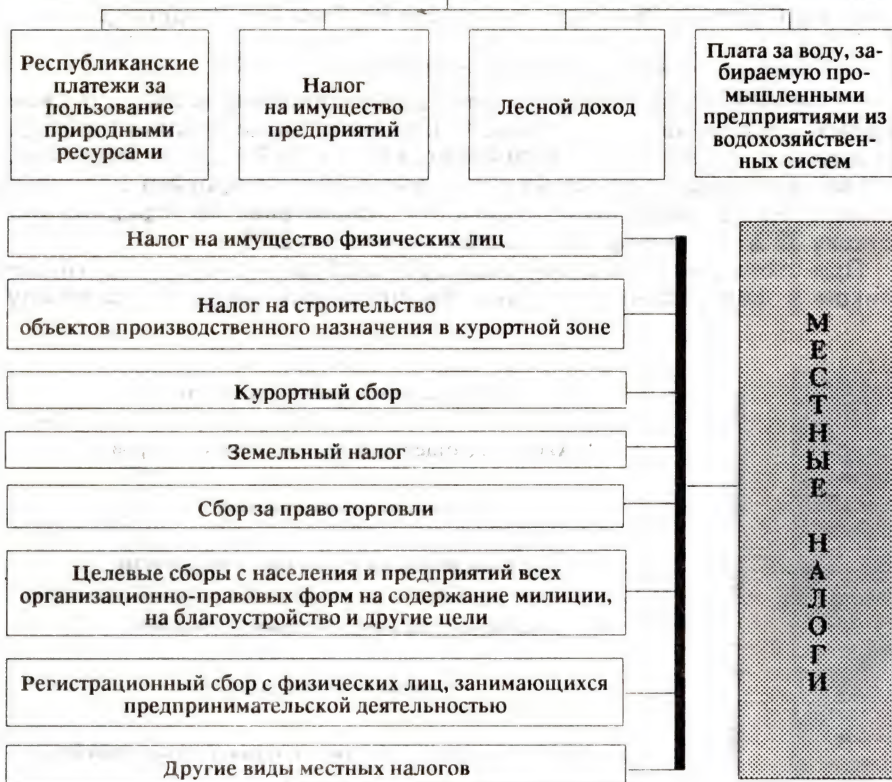 Республиканские
платежи за
пользование
природными
ресурсами
Налог
на имущество
предприятий
Лесной доход
Плата за воду, за-
бираемую про-
мышленными
предприятиями из
водохозяйствен-
ных систем
Налог на имущество физических лиц
Налог на строительство
объектов производственного назначения в курортной зоне
Курортный сбор
Земельный налог
Сбор за право торговли
Целевые сборы с населения и предприятий всех
организационно-правовых форм на содержание милиции,
на благоустройство и другие цели
Регистрационный сбор с физических лиц, занимающихся
предпринимательской деятельностью
Другие виды местных налогов
МЕСТНЫЕ НАЛОГИ